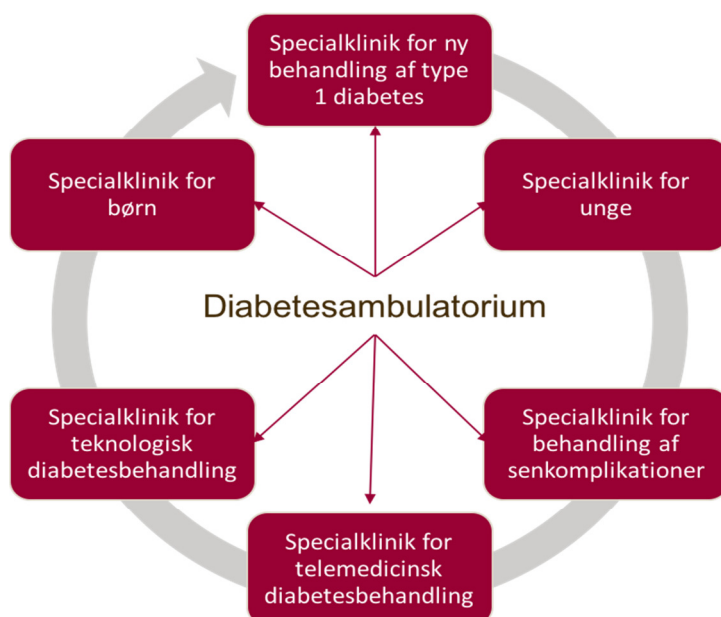 Specialklinik for ny
behandling af type
1 diabetes
Specialklinik for
børn
Specialklinik for
unge
Diabetesambulatorium
Specialklinik for
teknologisk
diabetesbehandling
Specialklinik for
behandling af
senkomplikationer
Specialklinik for
telemedicinsk
diabetesbehandling